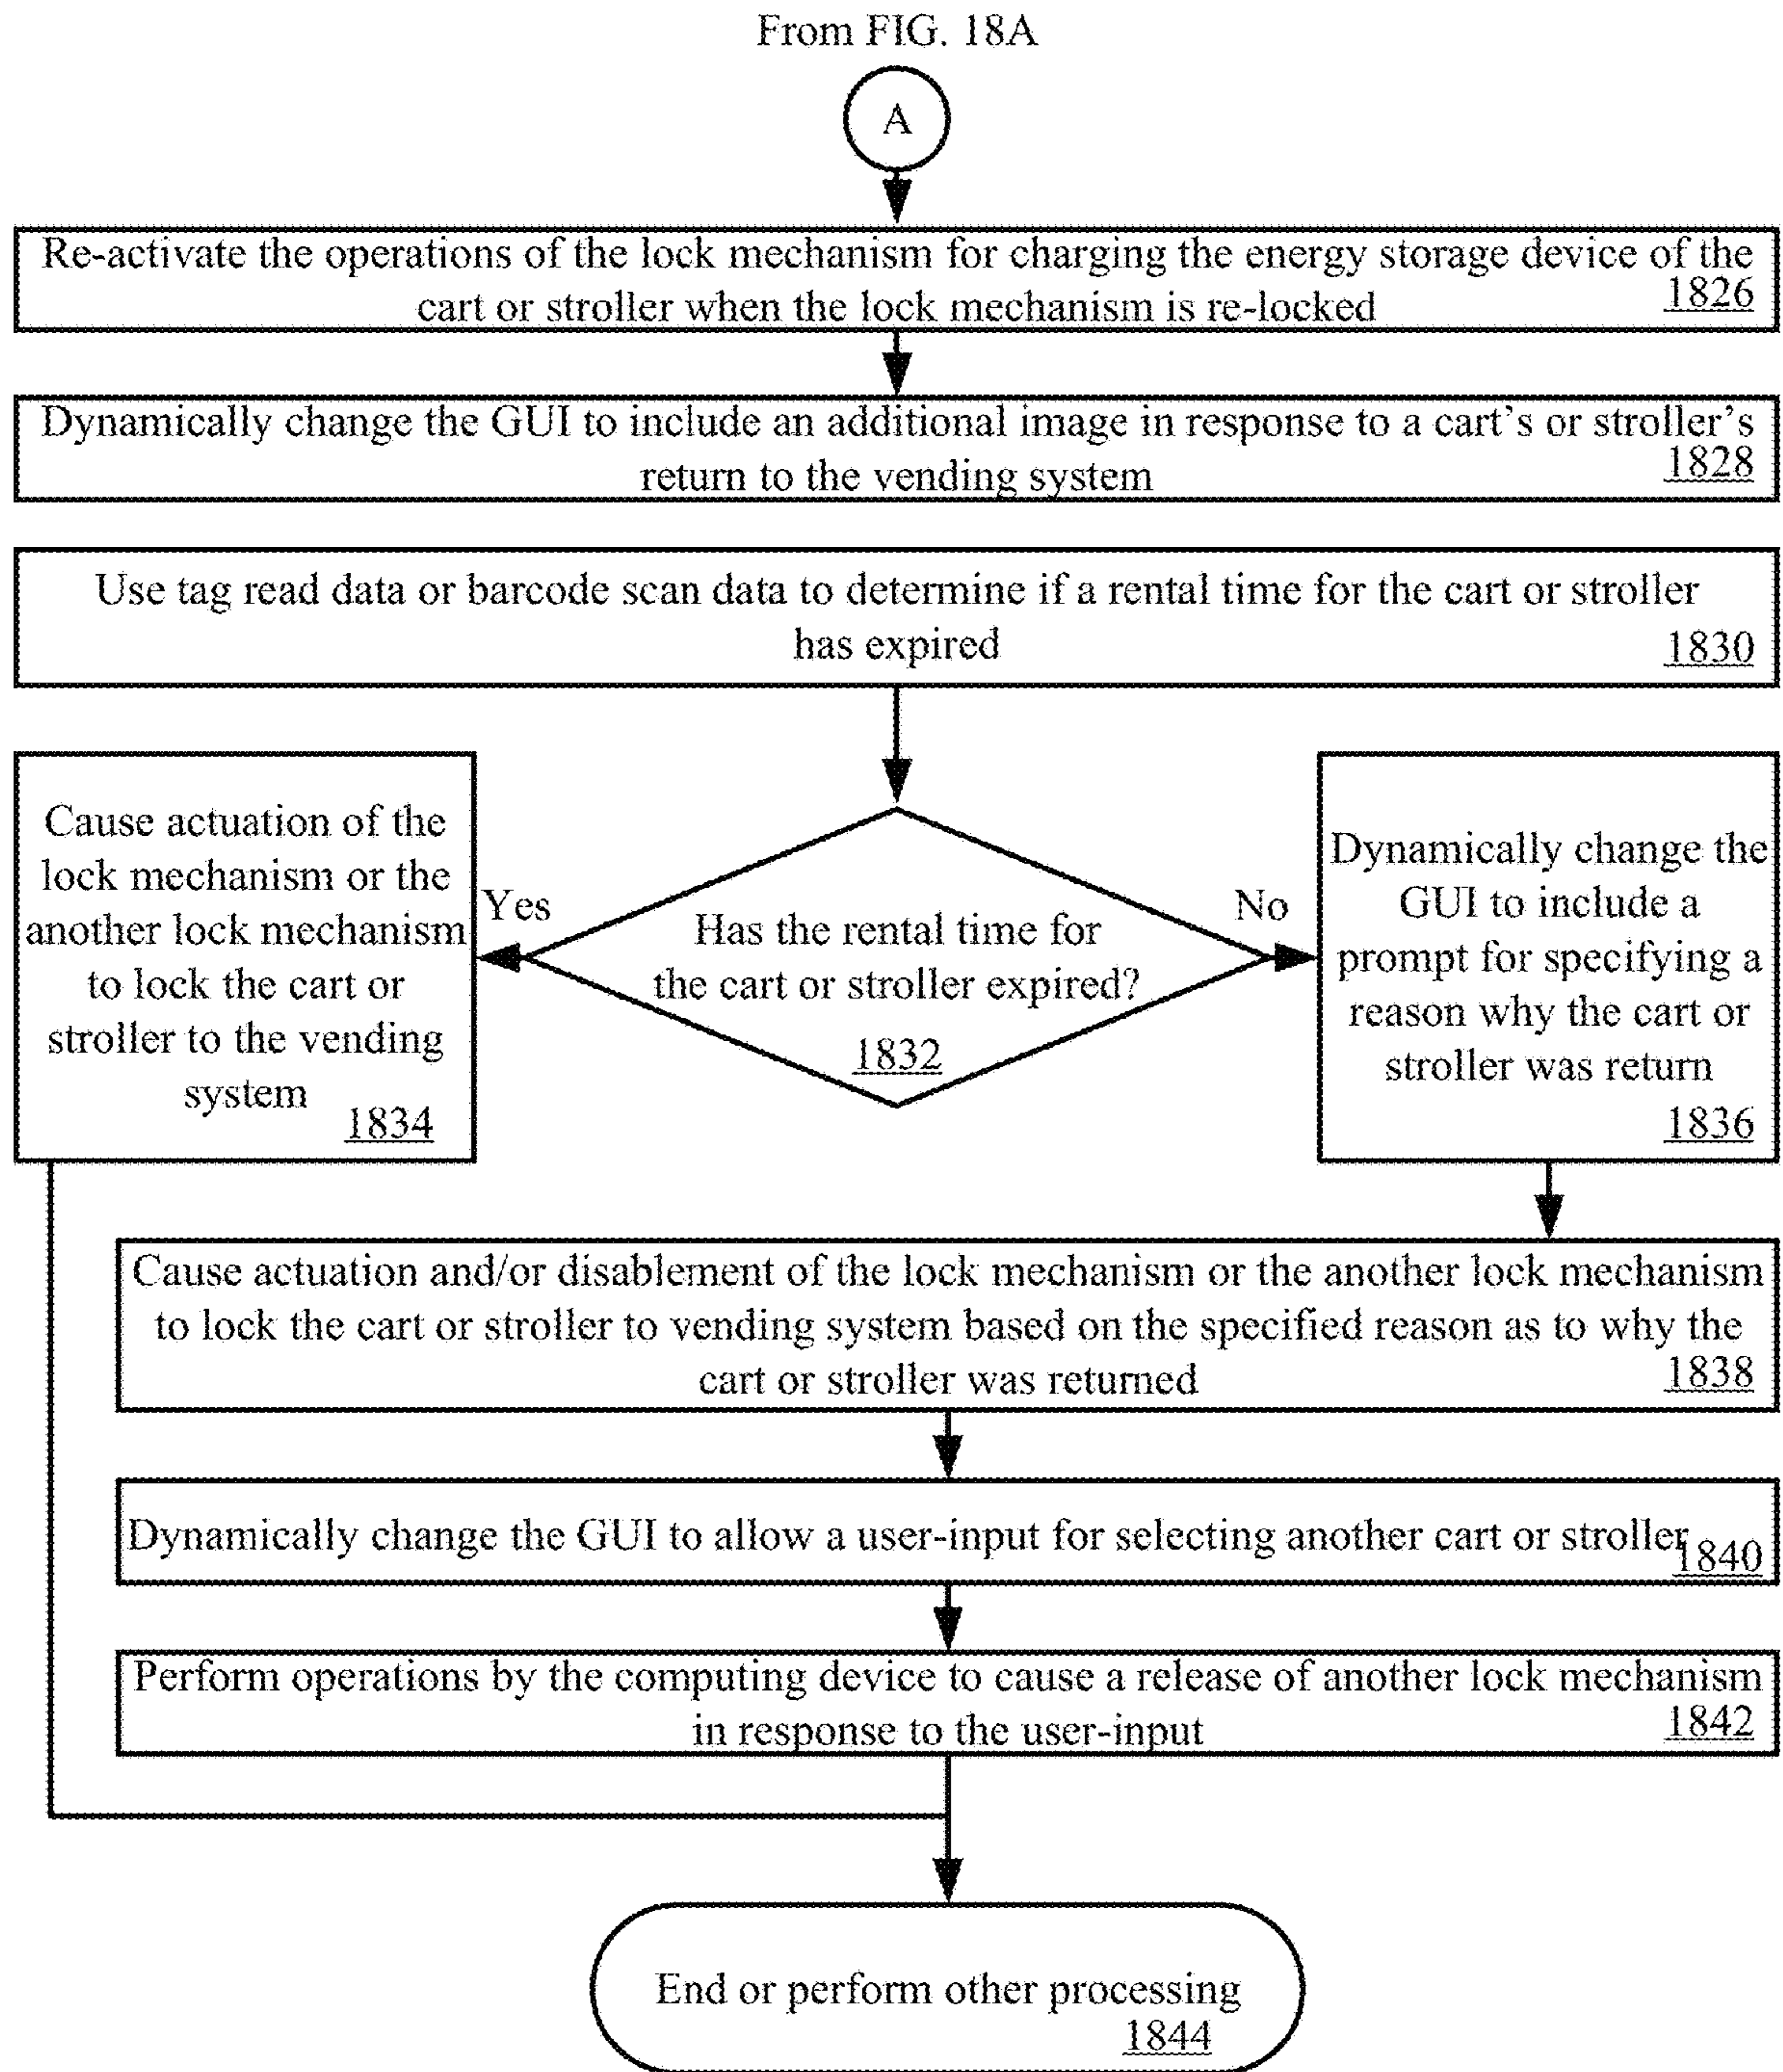 From FIG. 18A
A
Re-activate the operations of the lock mechanism for charging the energy storage device of the
cart or stroller when the lock mechanism is re-locked
1826
Dynamically change the GUI to include an additional image in response to a cart's or stroller's
return to the vending system
1828
Use tag read data or barcode scan data to determine if a rental time for the cart or stroller
has expired
1830
Cause actuation of the
lock mechanism or the
another lock mechanism
to lock the cart or
stroller to the vending
system
1834
Yes
Has the rental time for
the cart or stroller expired?
1832
No
Dynamically change the
GUI to include a
prompt for specifying a
reason why the cart or
stroller was return
1836
Cause actuation and/or disablement of the lock mechanism or the another lock mechanism
to lock the cart or stroller to vending system based on the specified reason as to why the
cart or stroller was returned
1838
Dynamically change the GUI to allow a user-input for selecting another cart or stroller
1840
Perform operations by the computing device to cause a release of another lock mechanism
in response to the user-input
1842
End or perform other processing
1844